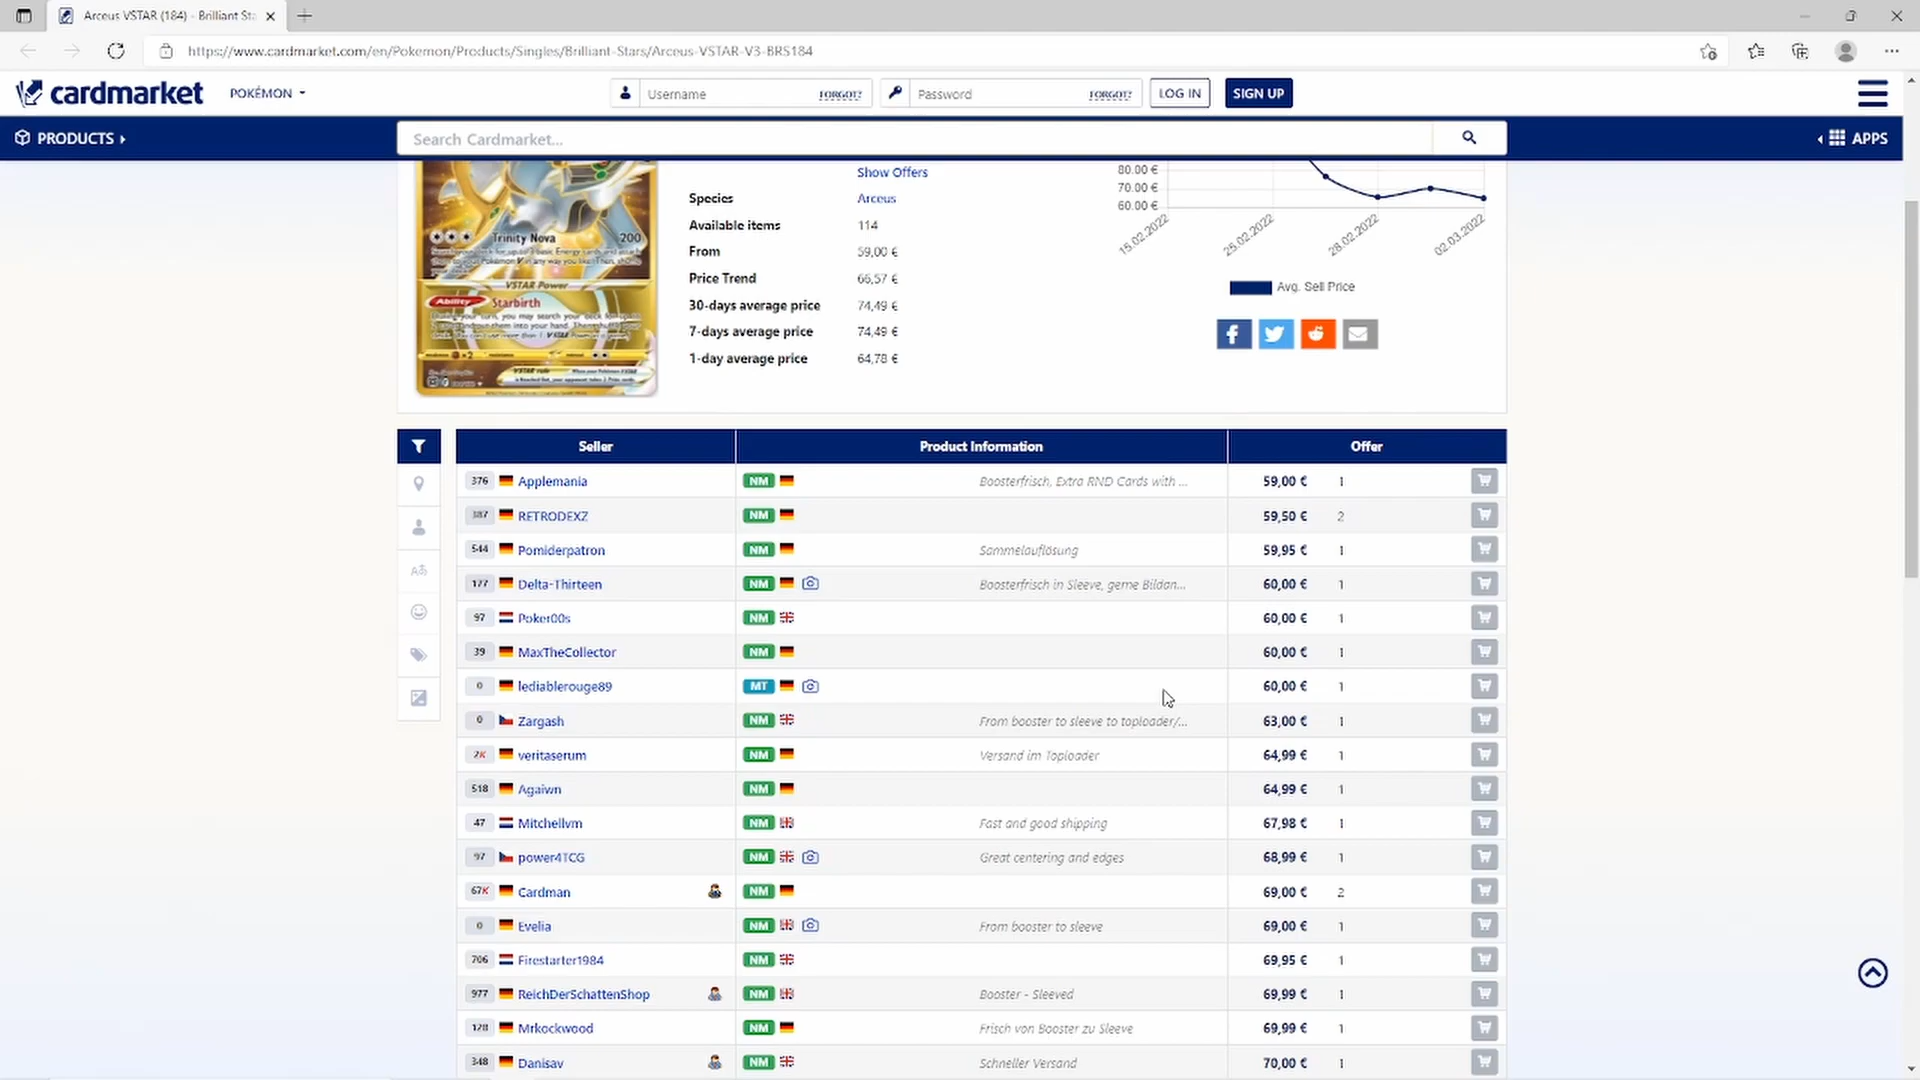 Arceus VSTAR (184) - Brilliant Sta
https://www.cardmarket.com/en/Pokemon/Products/Singles/Brilliant-Stars/Arceus-VSTAR-V3-BRS184
cardmarket POKÉMON Username FORGOT? Password FORGOT? LOG IN SIGN UP
PRODUCTS Search Cardmarket... APPS
Show Offers
Species Arceus
Available items 114
From 59,00 €
Price Trend 66,57 €
30-days average price 74,49 €
7-days average price 74,49 €
1-day average price 64,78 €
Trinity Nova 200
VSTAR Power
Ability Starbirth
80.00 €
70.00 €
60.00 €
15.02.2022 25.02.2022 28.02.2022 02.03.2022
Avg. Sell Price
Seller Product Information Offer
376 Applemania NM Boosterfrisch, Extra RND Cards with ... 59,00 € 1
387 RETRODEXZ NM 59,50 € 2
544 Pomiderpatron NM Sammelauflösung 59,95 € 1
177 Delta-Thirteen NM Boosterfrisch in Sleeve, gerne Bildan... 60,00 € 1
97 Poker00s NM 60,00 € 1
39 MaxTheCollector NM 60,00 € 1
0 lediablerouge89 MT 60,00 € 1
0 Zargash NM From booster to sleeve to toploader/... 63,00 € 1
2K veritaserum NM Versand im Toploader 64,99 € 1
518 Agaiwn NM 64,99 € 1
47 Mitchellvm NM Fast and good shipping 67,98 € 1
97 power4TCG NM Great centering and edges 68,99 € 1
67K Cardman NM 69,00 € 2
0 Evelia NM From booster to sleeve 69,00 € 1
706 Firestarter1984 NM 69,95 € 1
977 ReichDerSchattenShop NM Booster - Sleeved 69,99 € 1
128 Mrkockwood NM Frisch von Booster zu Sleeve 69,99 € 1
348 Danisav NM Schneller Versand 70,00 € 1